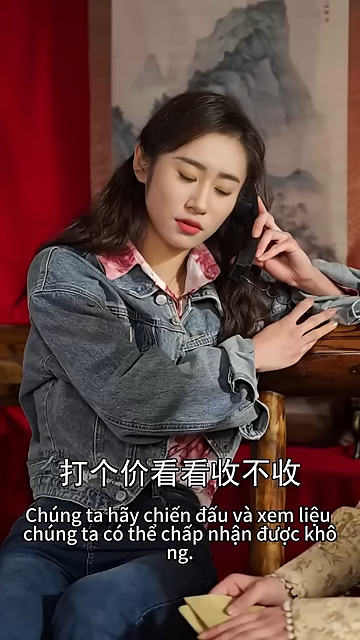 打个价看看收不收
Chúng ta hãy chiến đấu và xem liệu
chúng ta có thể chấp nhận được khô
ng.